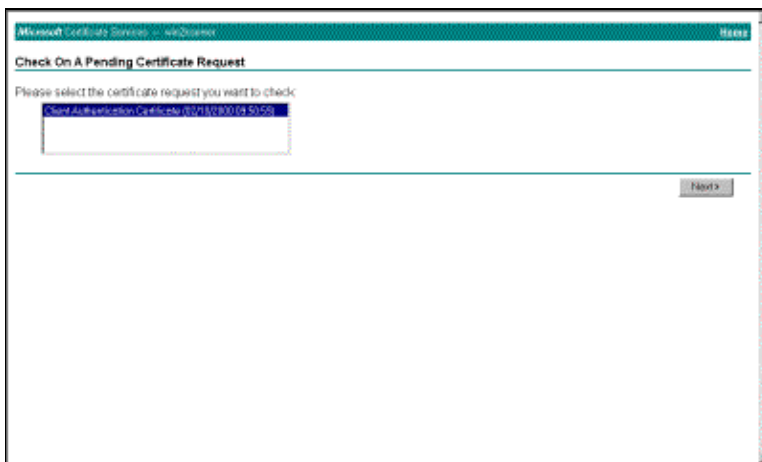 Microsoft Certificate Services -- win2kserver Home
Check On A Pending Certificate Request
Please select the certificate request you want to check:
Client Authentication Certificate (02/18/2000 09:50:59)
Next >